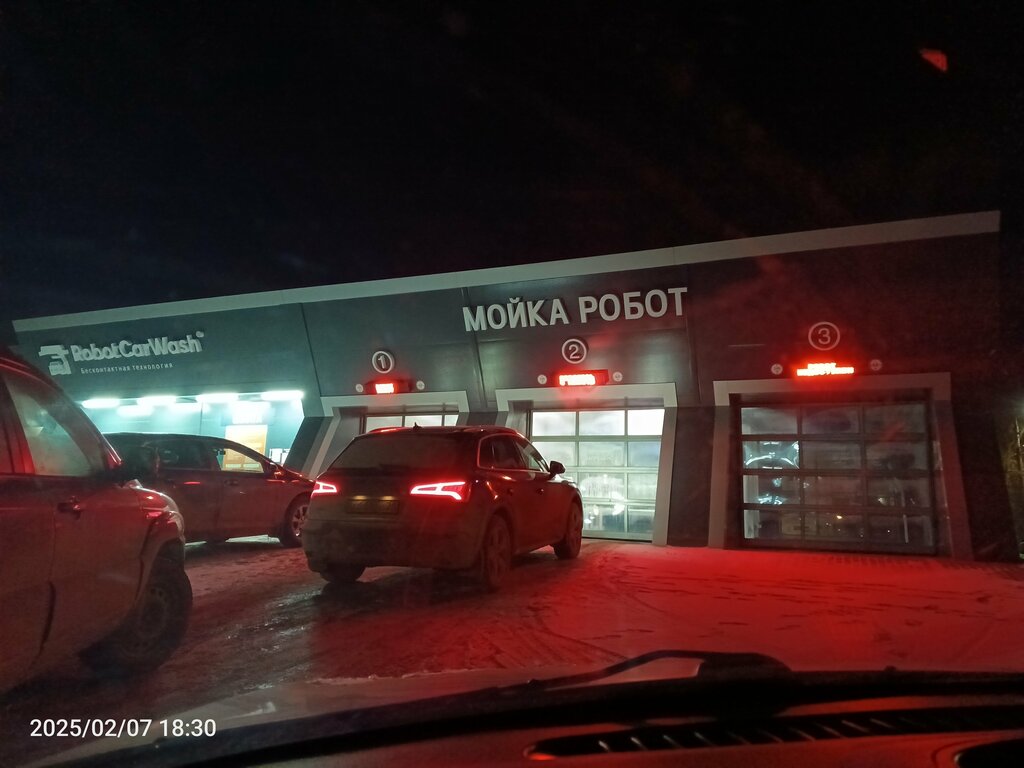 МОЙКА РОБОТ
RobotCarWash
Бесконтактная технология
1
2
3
2025/02/07 18:30